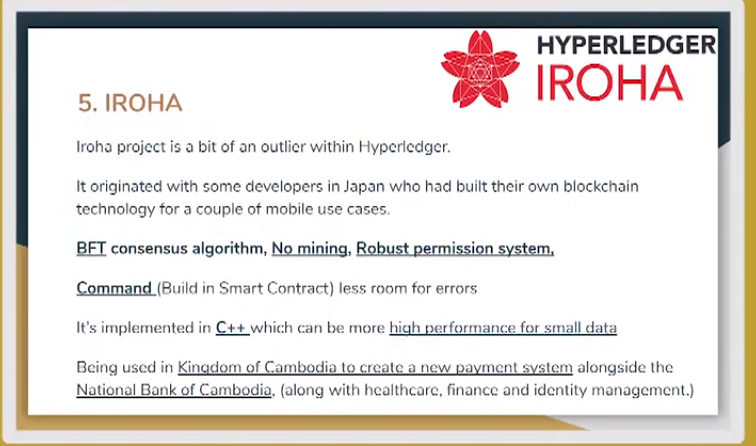 HYPERLEDGER
IROHA
5. IROHA
Iroha project is a bit of an outlier within Hyperledger.
It originated with some developers in Japan who had built their own blockchain
technology for a couple of mobile use cases.
BFT consensus algorithm, No mining, Robust permission system,
Command (Build in Smart Contract) less room for errors
It's implemented in C++ which can be more high performance for small data
Being used in Kingdom of Cambodia to create a new payment system alongside the
National Bank of Cambodia, (along with healthcare, finance and identity management.)